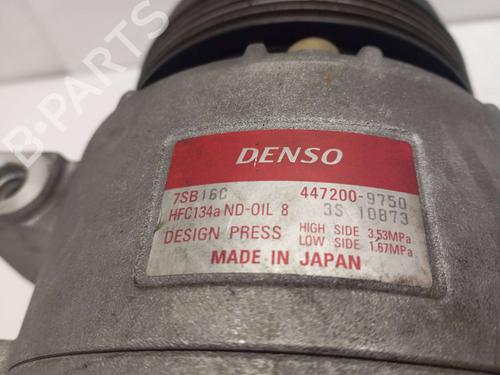 B-PARTS
DENSO
7SB16C 447200-9750
HFC134a ND-OIL 8 3S 10873
DESIGN PRESS HIGH SIDE 3.53MPa
LOW SIDE 1.67MPa
MADE IN JAPAN